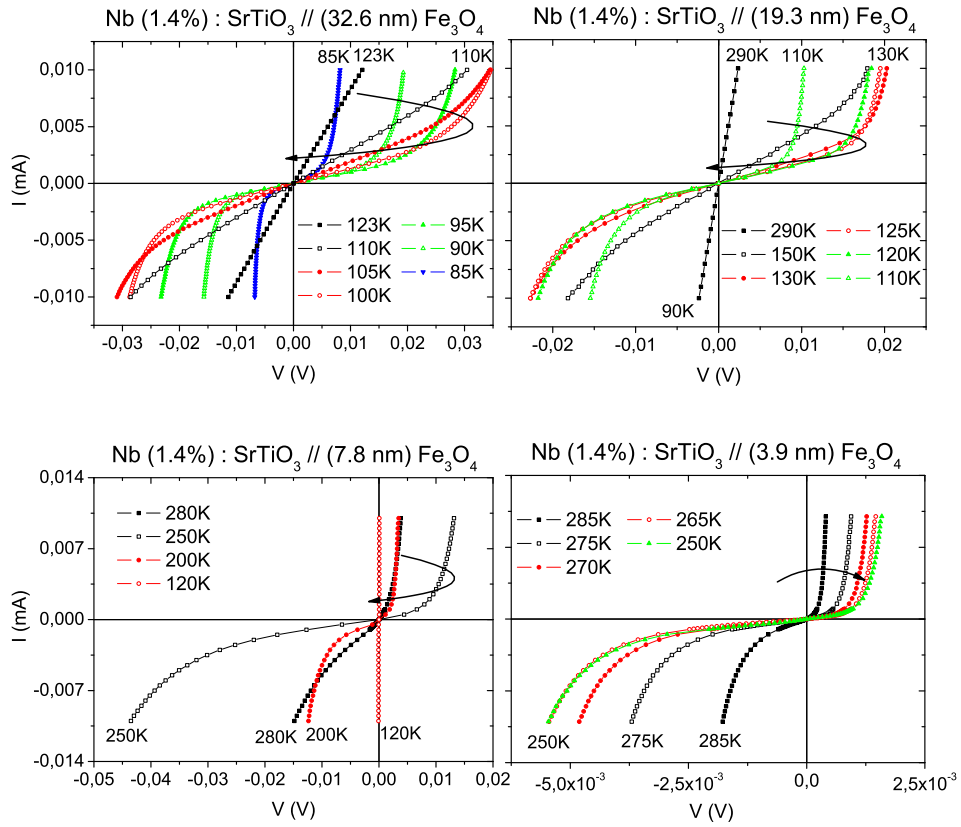 Nb (1.4%) : SrTiO₃ // (32.6 nm) Fe₃O₄
85K 123K 110K
0,010
0,005
0,000
-0,005
-0,010
I (mA)
123K
110K
105K
100K
95K
90K
85K
-0,03 -0,02 -0,01 0,00 0,01 0,02 0,03
V (V)
Nb (1.4%) : SrTiO₃ // (19.3 nm) Fe₃O₄
290K 110K 130K
290K
150K
130K
125K
120K
110K
90K
-0,02 -0,01 0,00 0,01 0,02
V (V)
Nb (1.4%) : SrTiO₃ // (7.8 nm) Fe₃O₄
0,014
0,007
0,000
-0,007
-0,014
I (mA)
280K
250K
200K
120K
250K 280K 200K 120K
-0,05 -0,04 -0,03 -0,02 -0,01 0,00 0,01 0,02
V (V)
Nb (1.4%) : SrTiO₃ // (3.9 nm) Fe₃O₄
285K
275K
270K
265K
250K
250K 275K 285K
-5,0x10⁻³ 0,0 2,5x10⁻³
V (V)